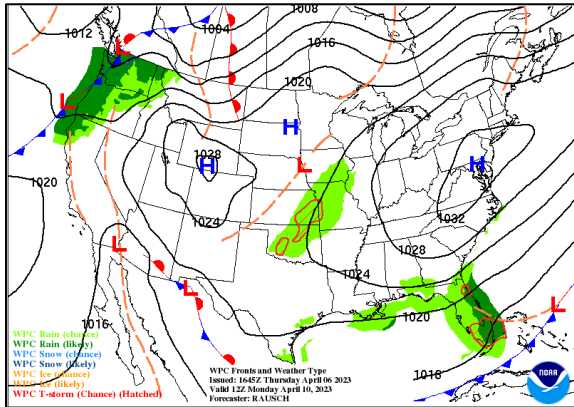 1008
1012
1004
1016
1020
H
L
L
1028
H
L
H
1020
1024
1032
L
1028
1024
L
1016
1020
L
WPC Rain (chance)
WPC Rain (likely)
WPC Snow (chance)
WPC Snow (likely)
WPC Ice (chance)
WPC Ice (likely)
WPC T-storm (Chance) (Hatched)
WPC Fronts and Weather Type
Issued: 1645Z Thursday April 06 2023
Valid 12Z Monday April 10, 2023
Forecaster: RAUSCH
1016
NOAA